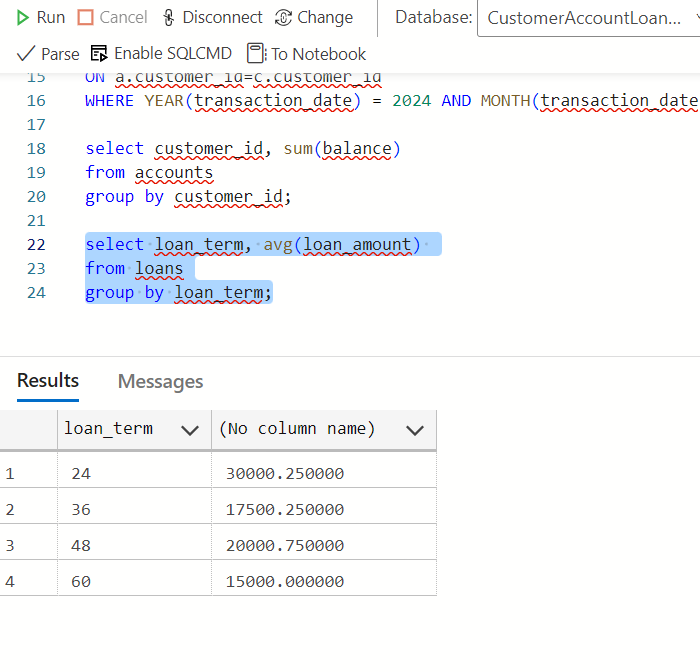 Run Cancel Disconnect Change Database: CustomerAccountLoan...
Parse Enable SQLCMD To Notebook
15 ON a.customer_id=c.customer_id
16 WHERE YEAR(transaction_date) = 2024 AND MONTH(transaction_date
17
18 select customer_id, sum(balance)
19 from accounts
20 group by customer_id;
21
22 select loan_term, avg(loan_amount)
23 from loans
24 group by loan_term;
Results Messages
loan_term (No column name)
1 24 30000.250000
2 36 17500.250000
3 48 20000.750000
4 60 15000.000000